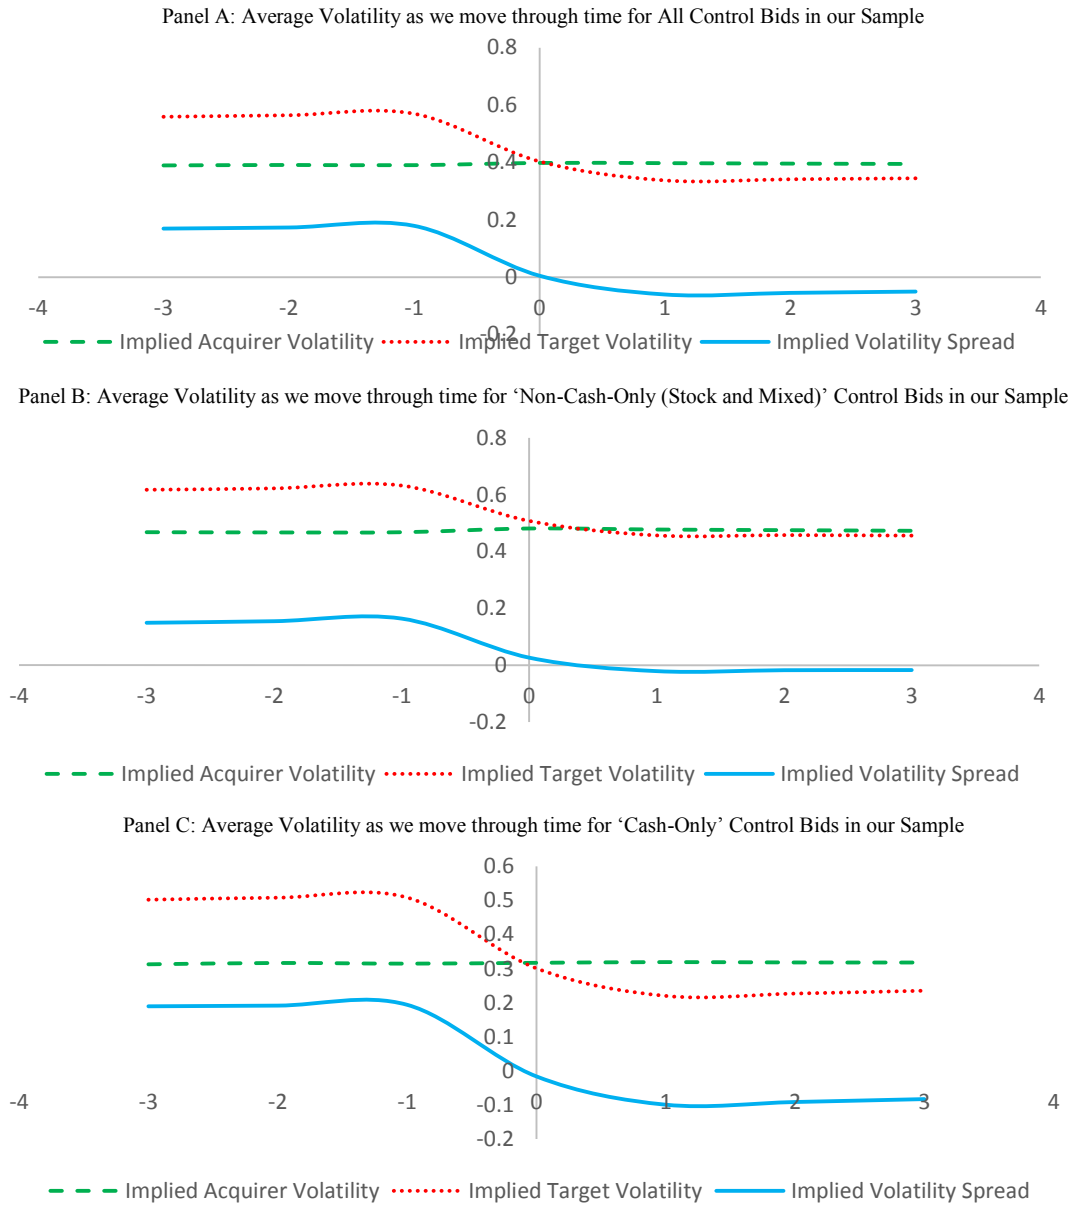 Panel A: Average Volatility as we move through time for All Control Bids in our Sample
0.8
0.6
0.4
0.2
0
-4 -3 -2 -1 0 1 2 3 4
-0.2
Implied Acquirer Volatility Implied Target Volatility Implied Volatility Spread
Panel B: Average Volatility as we move through time for ‘Non-Cash-Only (Stock and Mixed)’ Control Bids in our Sample
0.8
0.6
0.4
0.2
0
-4 -3 -2 -1 0 1 2 3 4
-0.2
Implied Acquirer Volatility Implied Target Volatility Implied Volatility Spread
Panel C: Average Volatility as we move through time for ‘Cash-Only’ Control Bids in our Sample
0.6
0.5
0.4
0.3
0.2
0.1
0
-4 -3 -2 -1 0 1 2 3 4
-0.1
-0.2
Implied Acquirer Volatility Implied Target Volatility Implied Volatility Spread